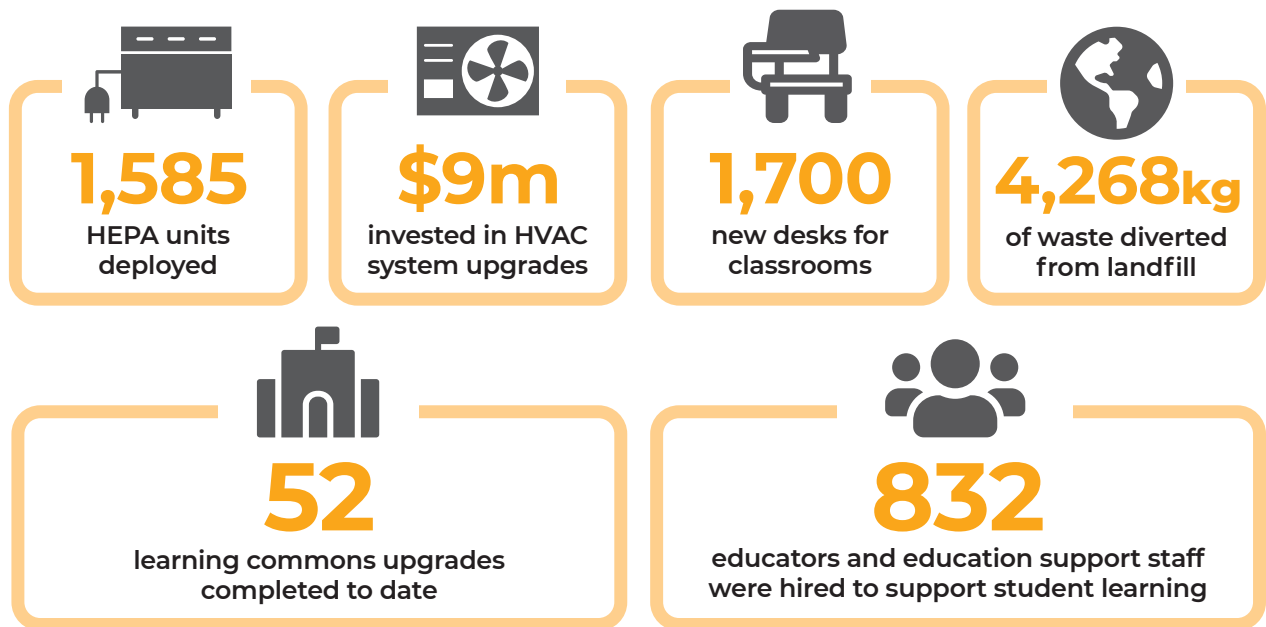 1,585
HEPA units
deployed
$9m
invested in HVAC
system upgrades
1,700
new desks for
classrooms
4,268kg
of waste diverted
from landfill
52
learning commons upgrades
completed to date
832
educators and education support staff
were hired to support student learning